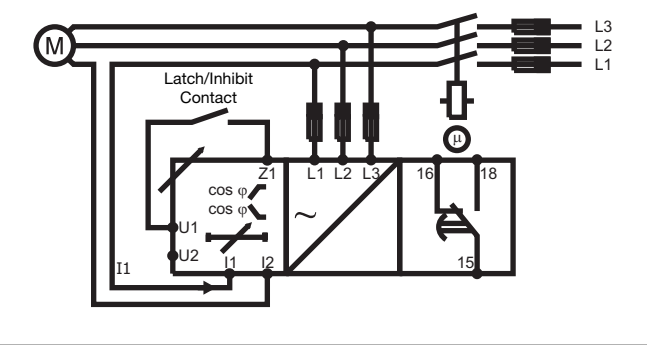 L3
M
L2
L1
Latch/Inhibit
Contact
μ
Z1
L1
L2
L3
16
18
cos φ
cos φ
~
U1
U2
I1
I1
I2
15